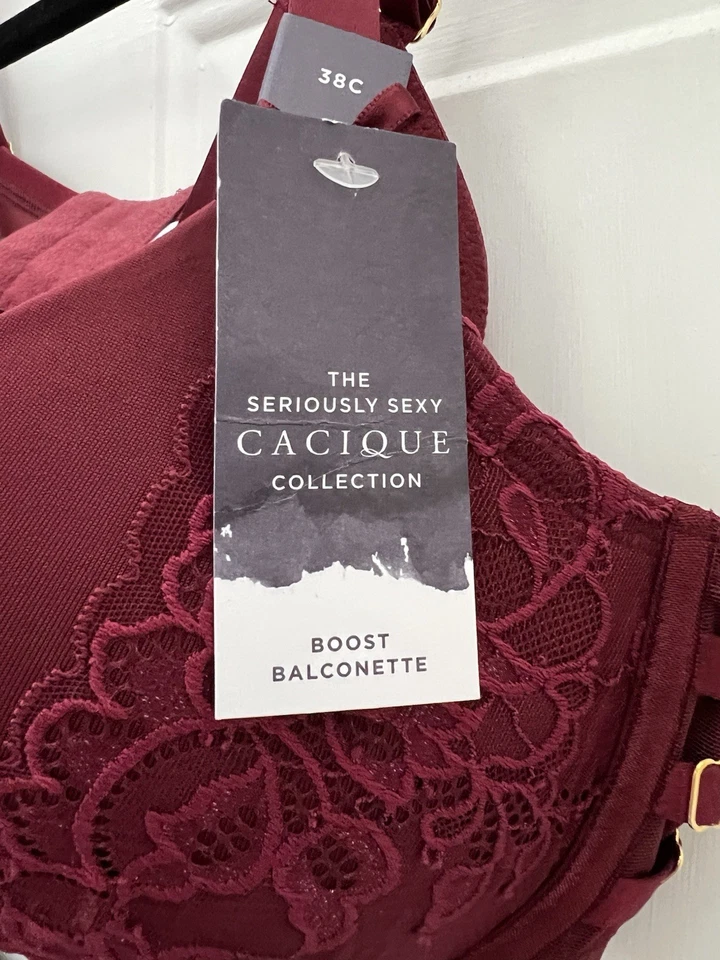 38C
THE
SERIOUSLY SEXY
CACIQUE
COLLECTION
BOOST
BALCONETTE